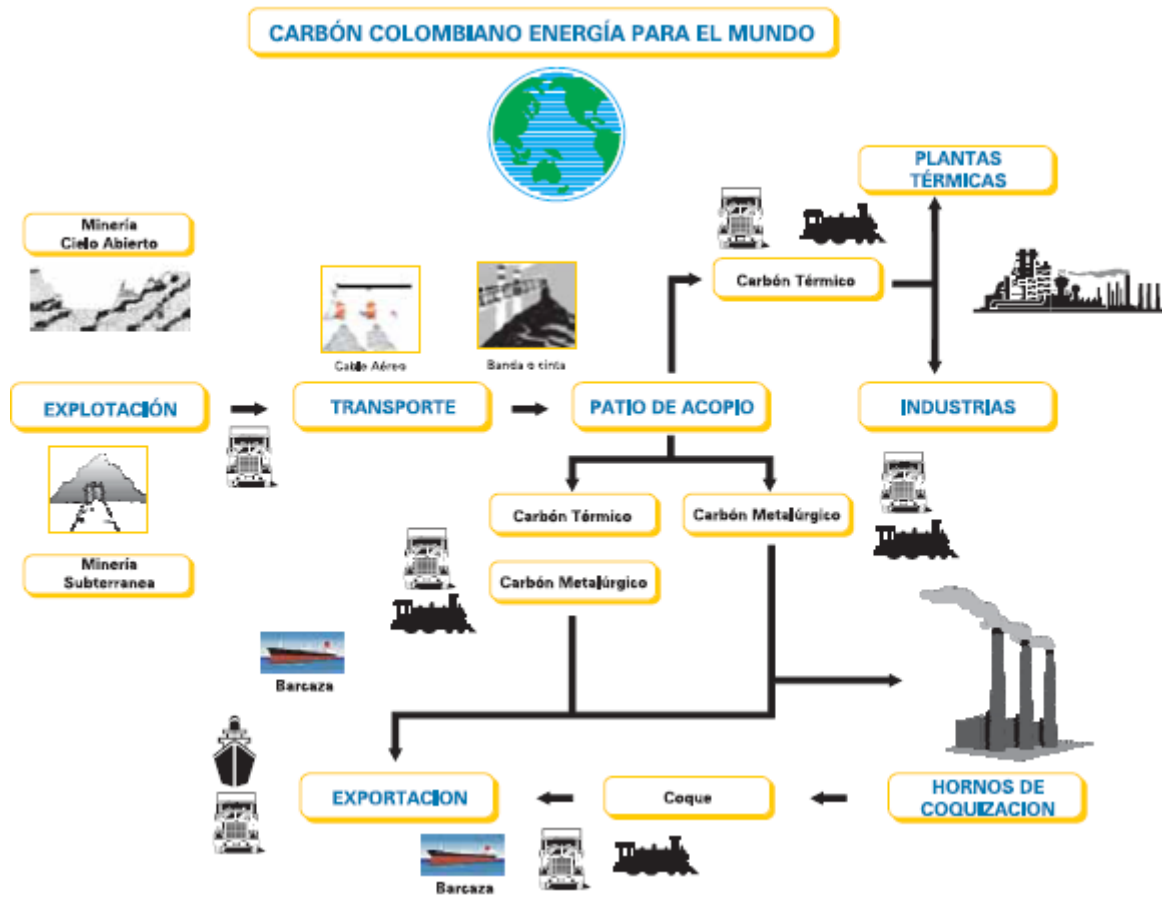 CARBÓN COLOMBIANO ENERGÍA PARA EL MUNDO
PLANTAS
TÉRMICAS
Minería
Cielo Abierto
Carbón Térmico
Cable Aéreo
Banda o cinta
EXPLOTACIÓN
TRANSPORTE
PATIO DE ACOPIO
INDUSTRIAS
Carbón Térmico
Carbón Metalúrgico
Minería
Subterranea
Carbón Metalúrgico
Barcaza
EXPORTACION
Coque
HORNOS DE
COQUIZACION
Barcaza